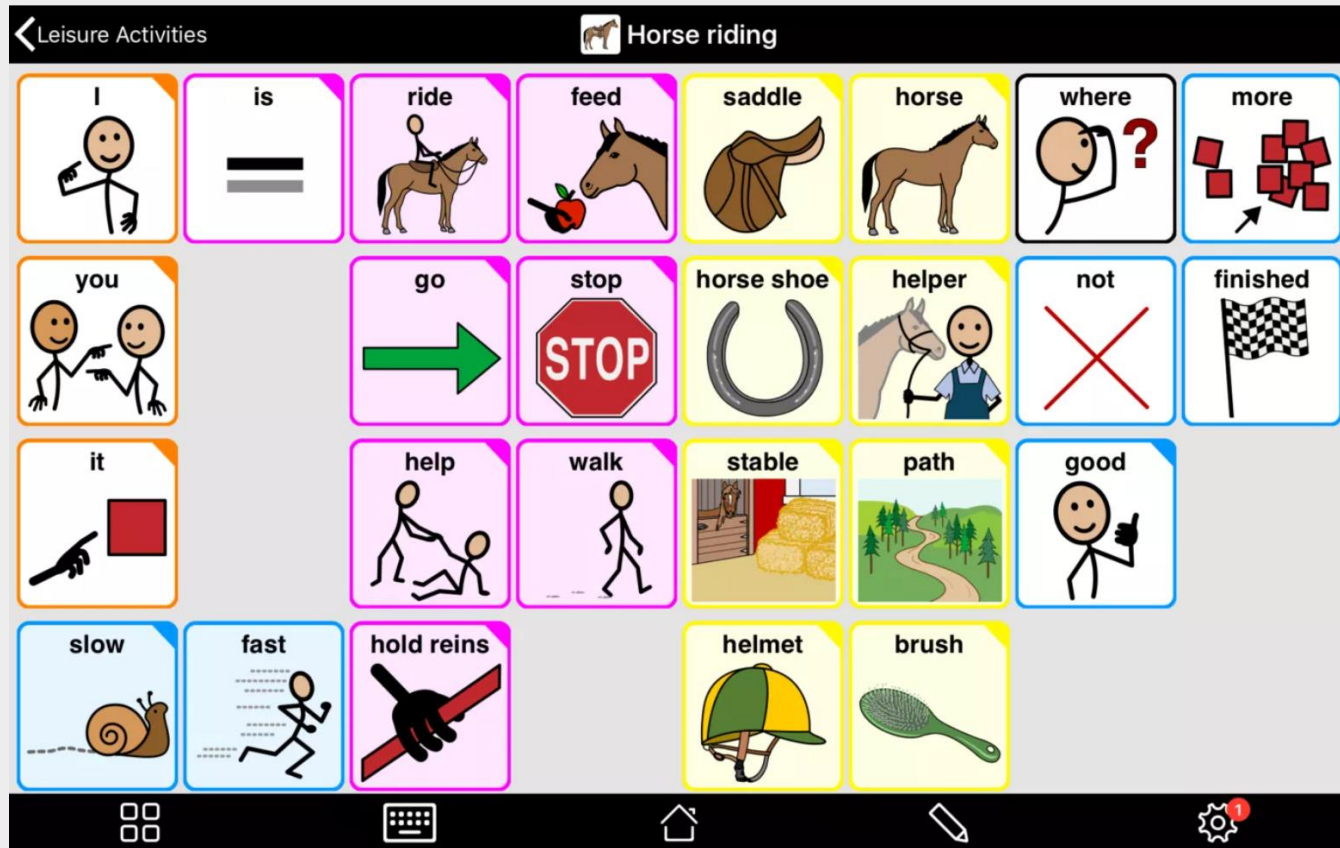 Leisure Activities
Horse riding
I
is
ride
feed
saddle
horse
where
?
more
you
go
stop
STOP
horse shoe
helper
not
finished
it
help
walk
stable
path
good
slow
fast
hold reins
helmet
brush
1